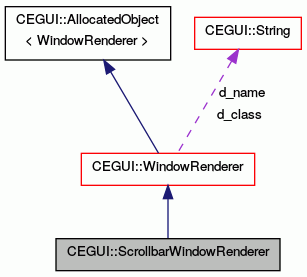 CEGUI::AllocatedObject
< WindowRenderer >
CEGUI::String
d_name
d_class
CEGUI::WindowRenderer
CEGUI::ScrollbarWindowRenderer